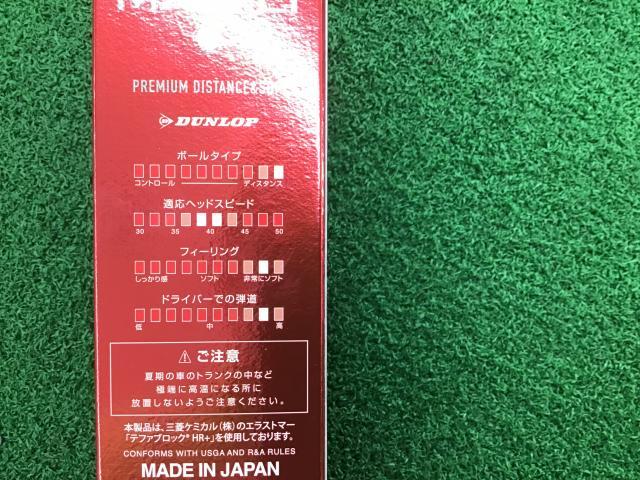 PREMIUM DISTANCE&
DUNLOP
ボールタイプ
コントロール ディスタンス
適応ヘッドスピード
30 35 40 45 50
フィーリング
しっかり感 ソフト 非常にソフト
ドライバーでの弾道
低 中 高
⚠ ご注意
夏期の車のトランクの中など
極端に高温になる所に
放置しないようご注意ください。
本製品は、三菱ケミカル(株)のエラストマー
「テファブロック® HR+」を使用しております。
CONFORMS WITH USGA AND R&A RULES
MADE IN JAPAN